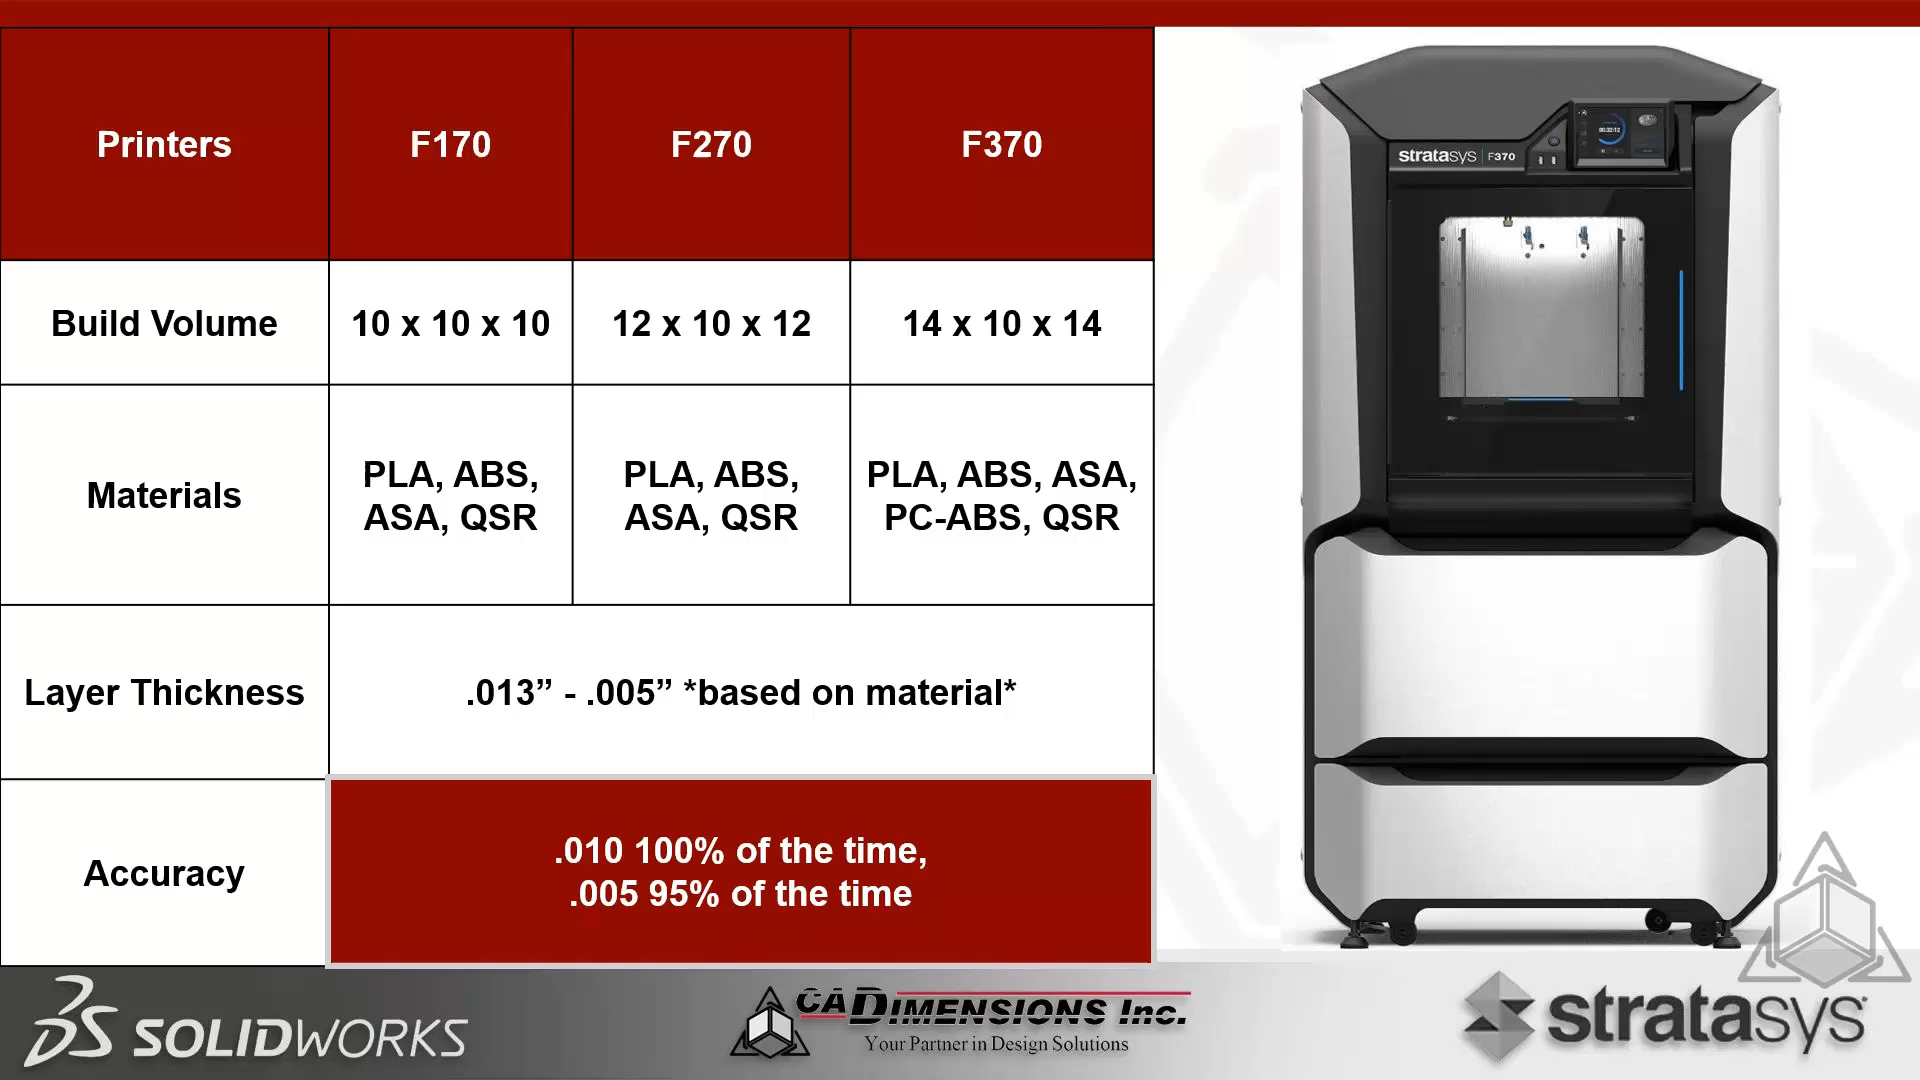 Printers
F170
F270
F370
Build Volume
10 x 10 x 10
12 x 10 x 12
14 x 10 x 14
Materials
PLA, ABS,
ASA, QSR
PLA, ABS,
ASA, QSR
PLA, ABS, ASA,
PC-ABS, QSR
Layer Thickness
.013” - .005” *based on material*
Accuracy
.010 100% of the time,
.005 95% of the time
stratasys F370
00:32:12
SOLIDWORKS
CADIMENSIONS Inc.
Your Partner in Design Solutions
stratasys